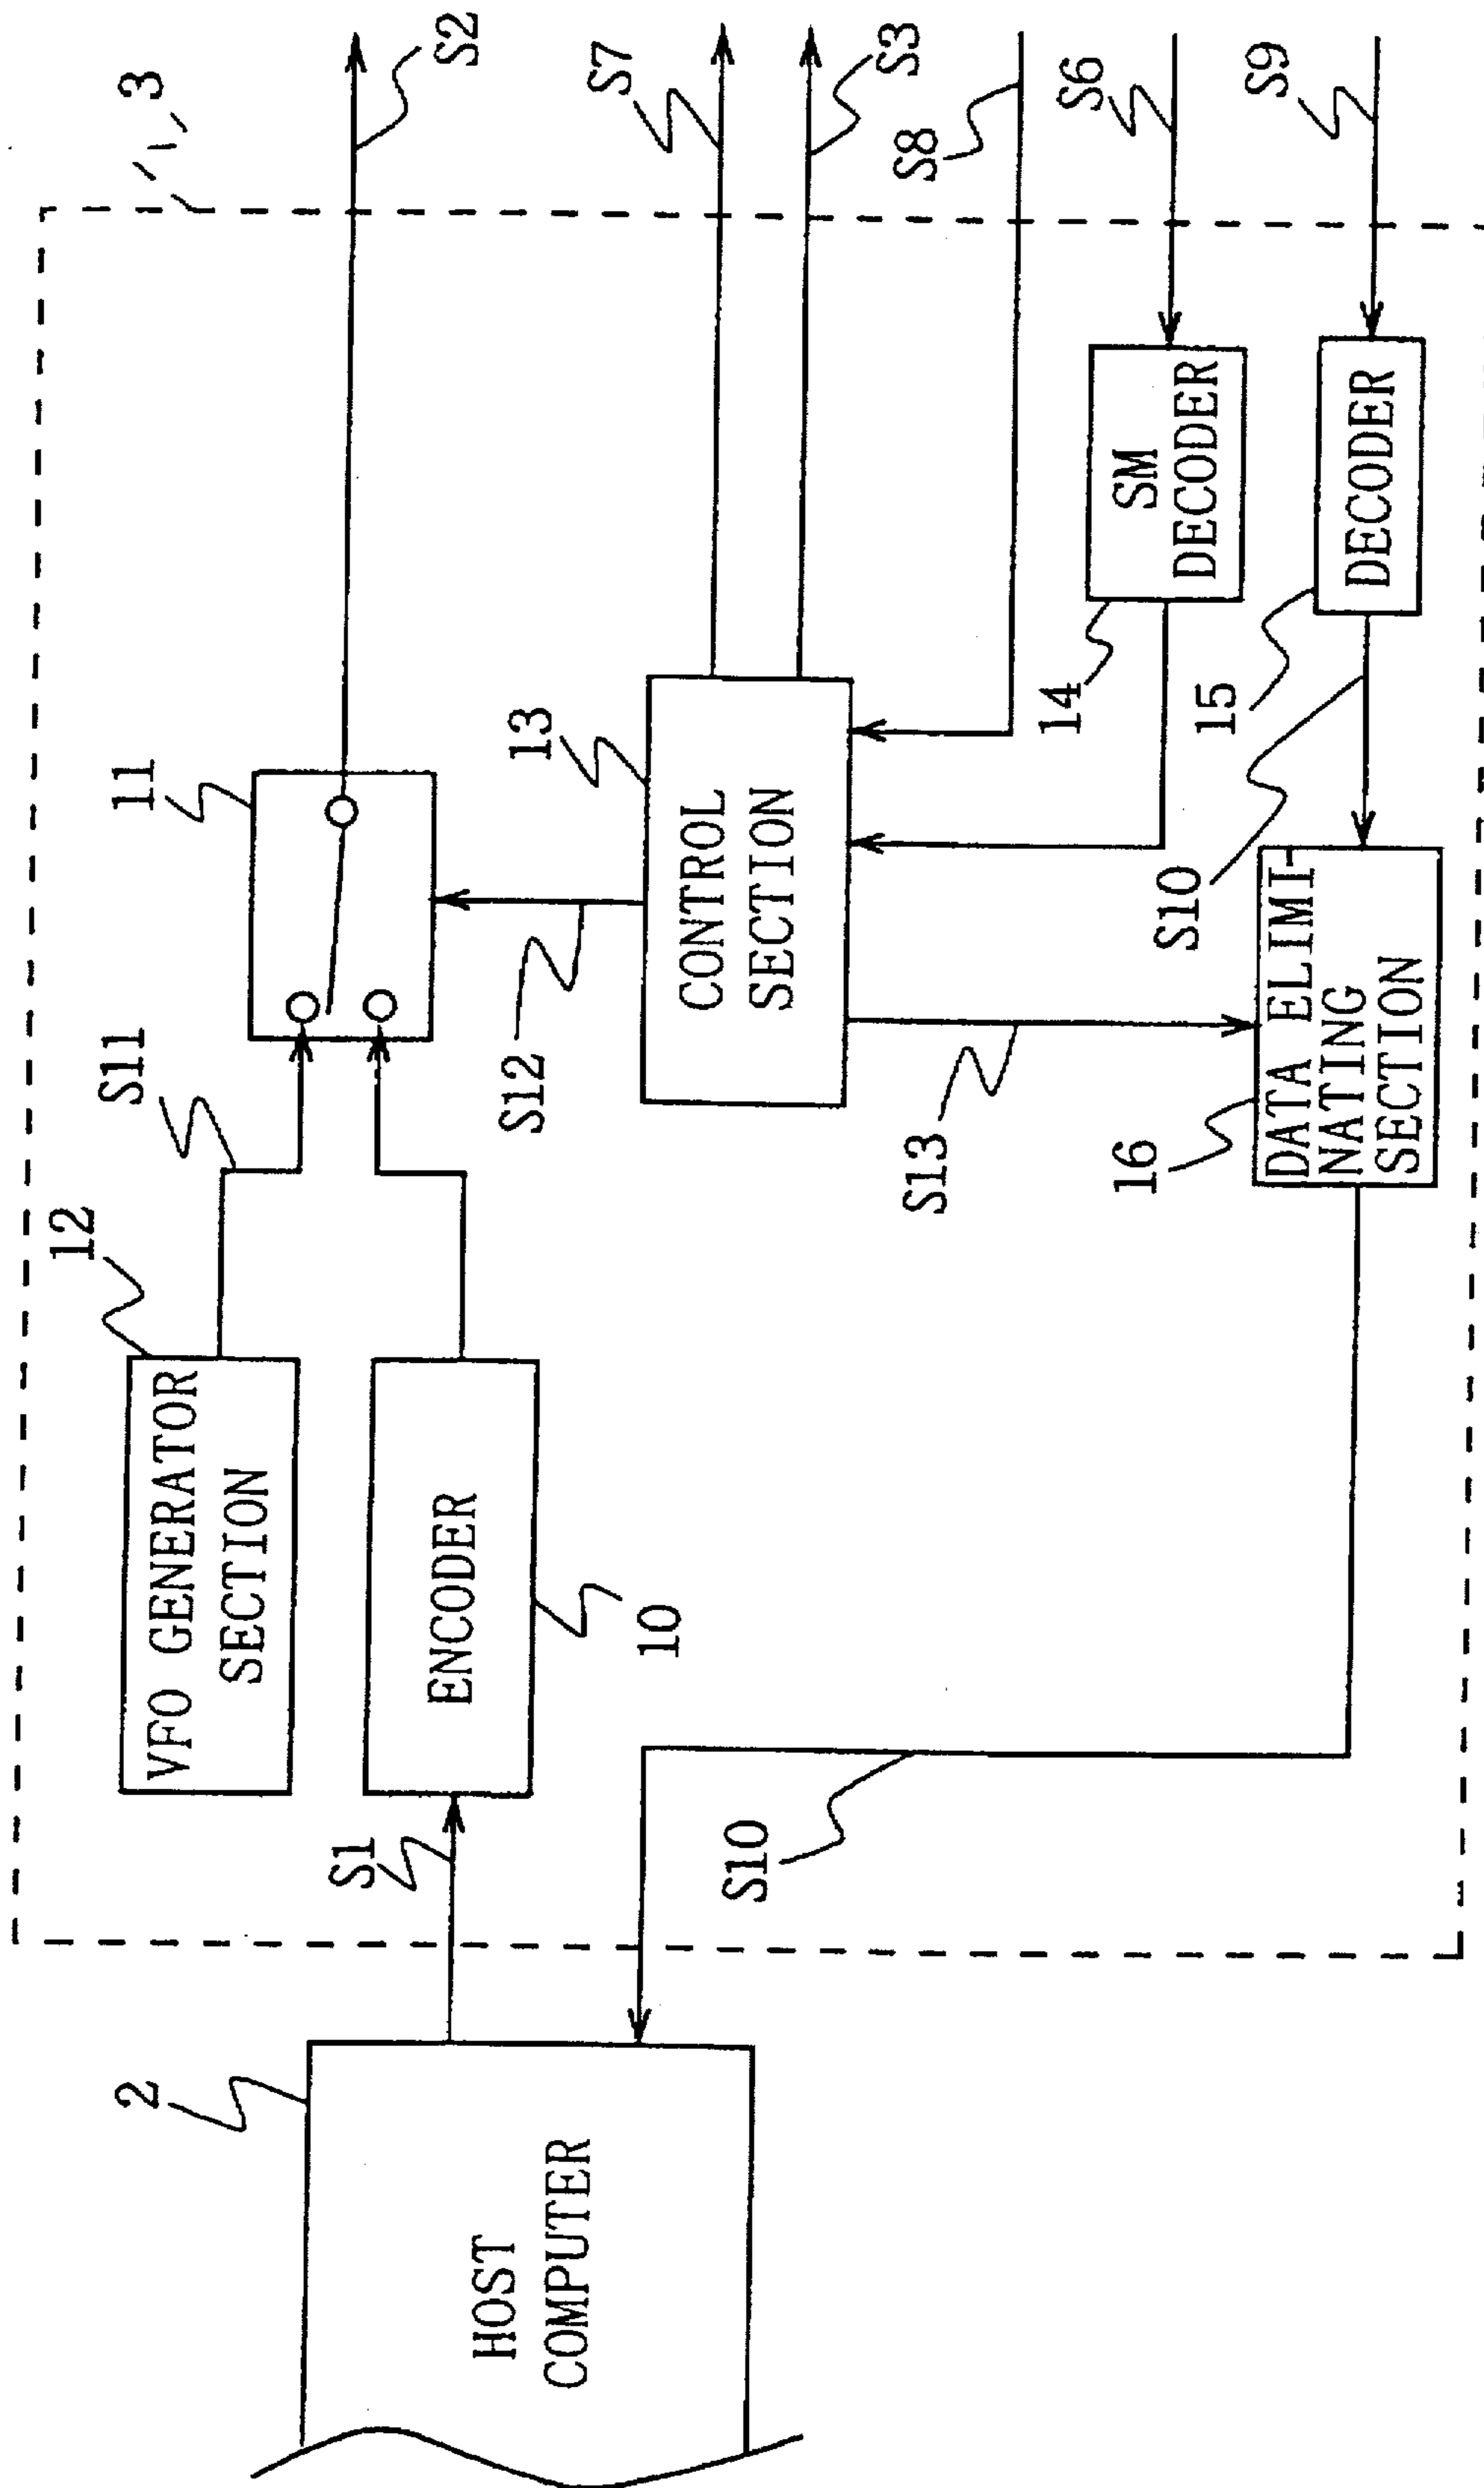 3
S2
S7
S3
S8
S6
S9
11
S11
12
VFO GENERATOR
SECTION
ENCODER
10
S1
2
HOST
COMPUTER
S12
13
CONTROL
SECTION
SM
DECODER
14
DECODER
15
S10
S13
16
DATA ELIMI-
NATING
SECTION
S10